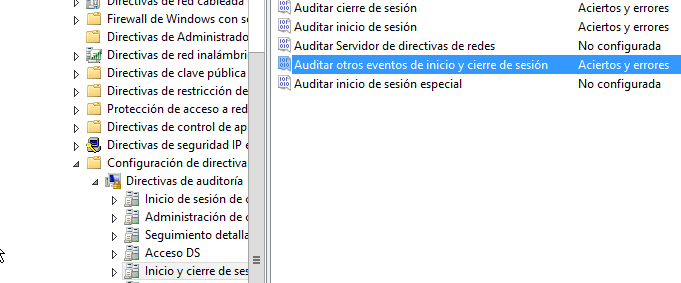 Directivas de red cableada
Firewall de Windows con se
Directivas de Administrado
Directivas de red inalámbric
Directivas de clave pública
Directivas de restricción de
Protección de acceso a red
Directivas de control de ap
Directivas de seguridad IP e
Configuración de directiva
Directivas de auditoría
Inicio de sesión de c
Administración de c
Seguimiento detalla
Acceso DS
Inicio y cierre de ses
Auditar cierre de sesión Aciertos y errores
Auditar inicio de sesión Aciertos y errores
Auditar Servidor de directivas de redes No configurada
Auditar otros eventos de inicio y cierre de sesión Aciertos y errores
Auditar inicio de sesión especial No configurada